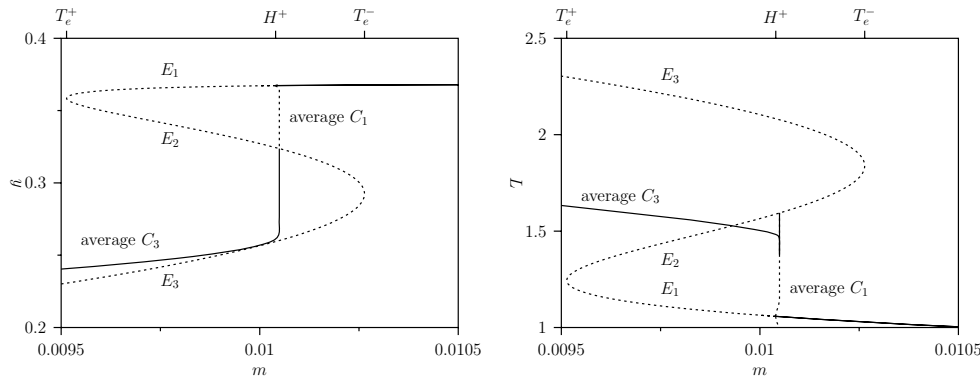 $T_e^+$ $H^+$ $T_e^-$
0.4
$E_1$
average $C_1$
$E_2$
0.3
y
average $C_3$
$E_3$
0.2
0.0095 0.01 0.0105
m
$T_e^+$ $H^+$ $T_e^-$
2.5
$E_3$
2
T
average $C_3$
1.5
$E_2$
average $C_1$
$E_1$
1
0.0095 0.01 0.0105
m